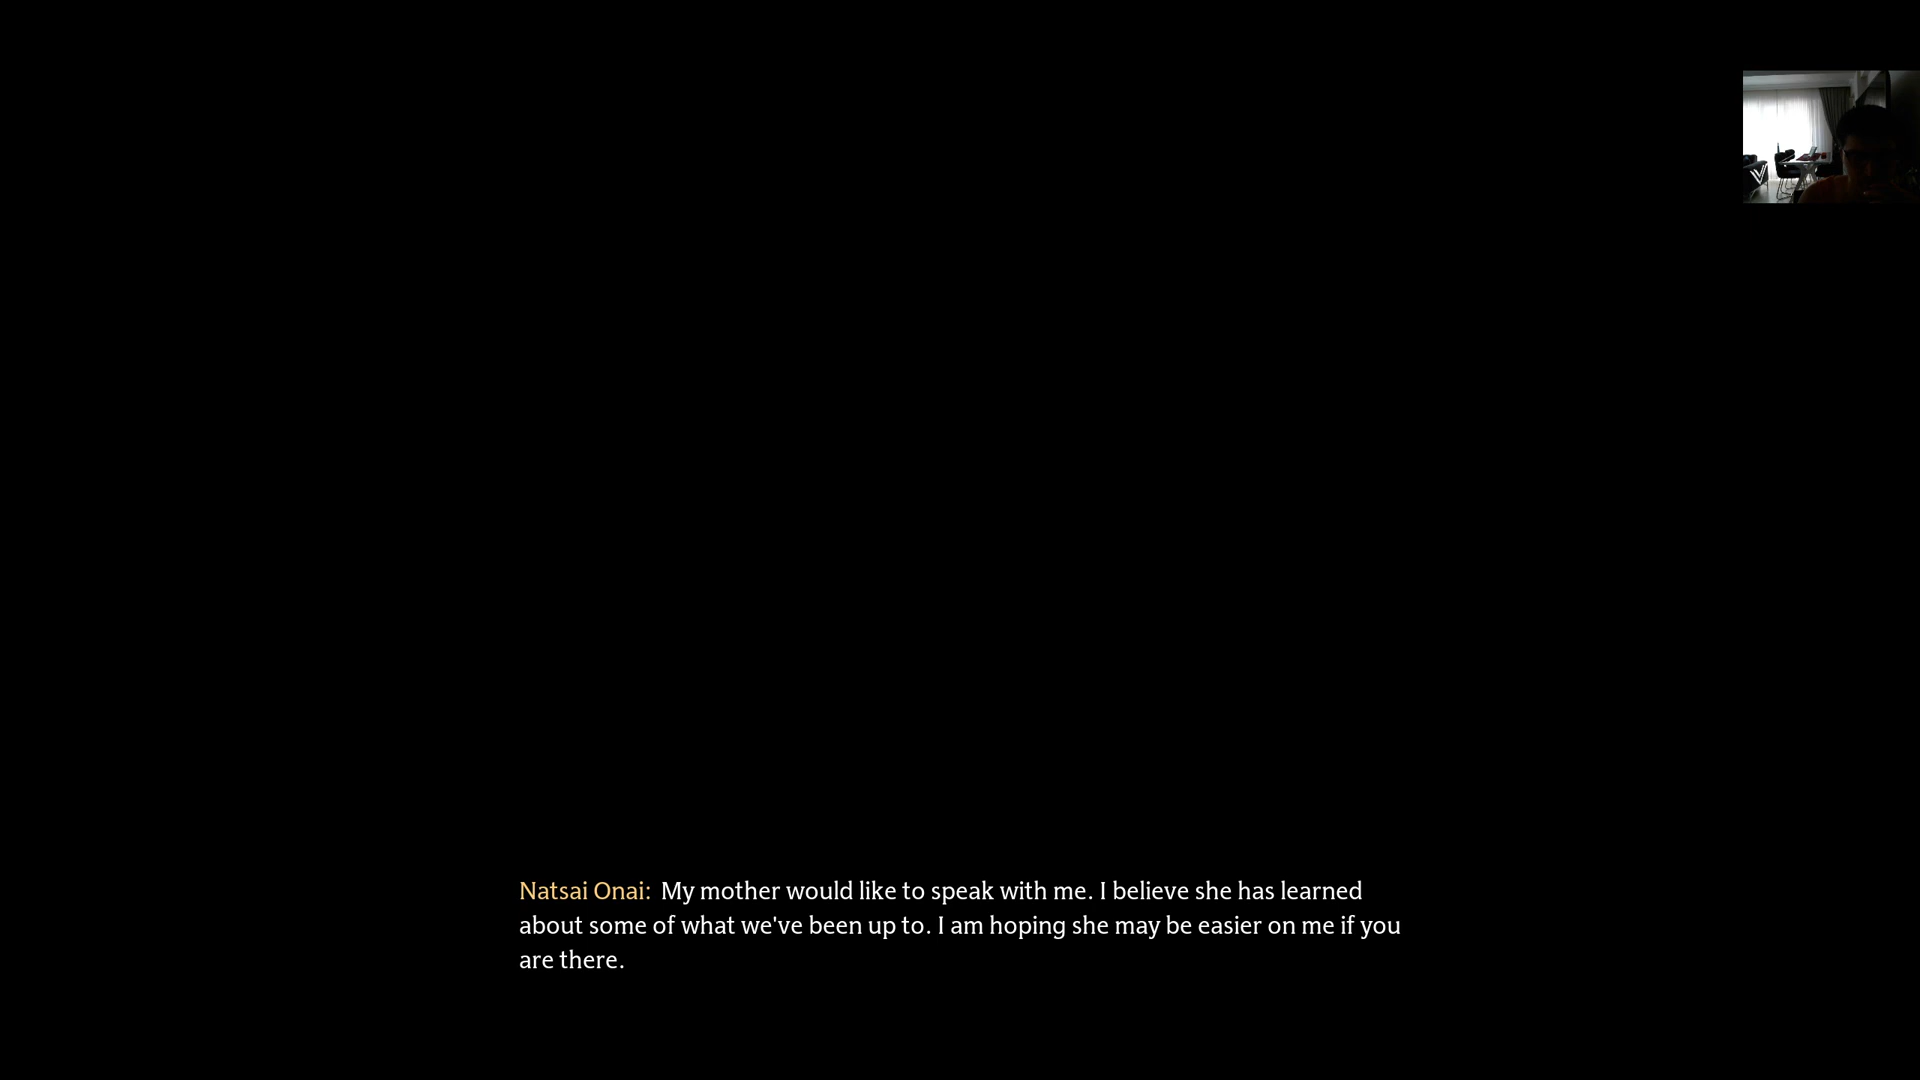 Natsai Onai: My mother would like to speak with me. I believe she has learned
about some of what we've been up to. I am hoping she may be easier on me if you
are there.